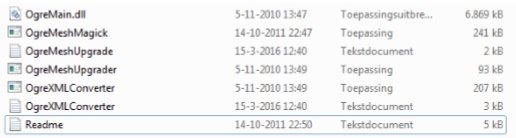 OgreMain.dll 5-11-2010 13:47 Toepassingsuitbre... 6.869 kB
OgreMeshMagick 14-10-2011 22:47 Toepassing 241 kB
OgreMeshUpgrade 15-3-2016 12:40 Tekstdocument 2 kB
OgreMeshUpgrader 5-11-2010 13:49 Toepassing 93 kB
OgreXMLConverter 5-11-2010 13:49 Toepassing 207 kB
OgreXMLConverter 15-3-2016 12:40 Tekstdocument 3 kB
Readme 14-10-2011 22:50 Tekstdocument 5 kB